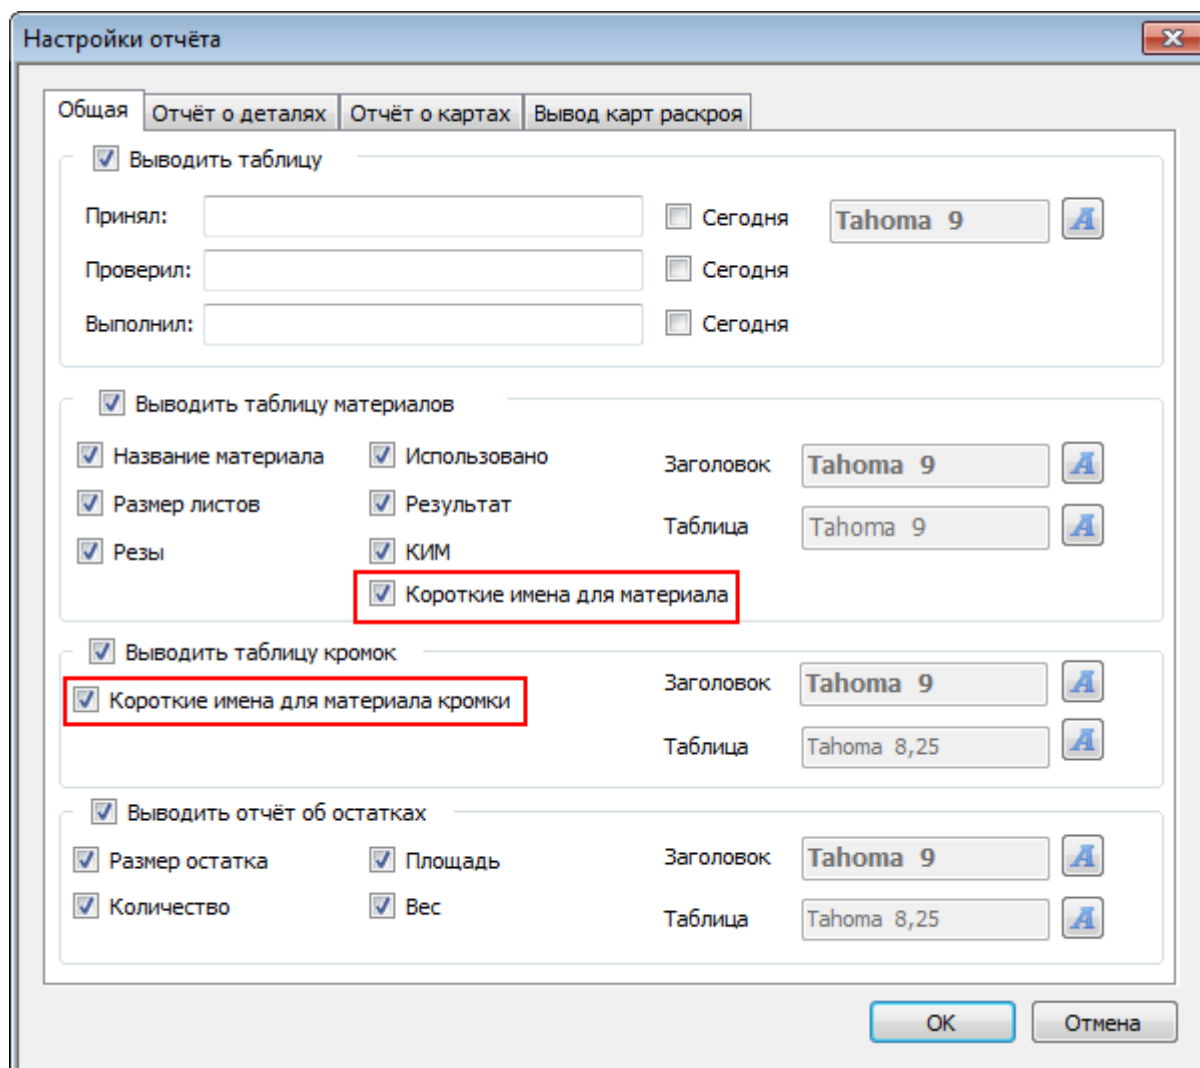 Настройки отчёта
Общая Отчёт о деталях Отчёт о картах Вывод карт раскроя
Выводить таблицу
Принял: Сегодня Tahoma 9 A
Проверил: Сегодня
Выполнил: Сегодня
Выводить таблицу материалов
Название материала Использовано Заголовок Tahoma 9 A
Размер листов Результат Таблица Tahoma 9 A
Резы КИМ
Короткие имена для материала
Выводить таблицу кромок
Заголовок Tahoma 9 A
Короткие имена для материала кромки
Таблица Tahoma 8,25 A
Выводить отчёт об остатках
Размер остатка Площадь Заголовок Tahoma 9 A
Количество Вес Таблица Tahoma 8,25 A
OK Отмена